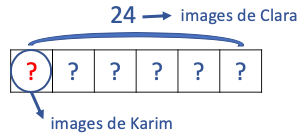 24 images de Clara
? ? ? ? ? ?
images de Karim